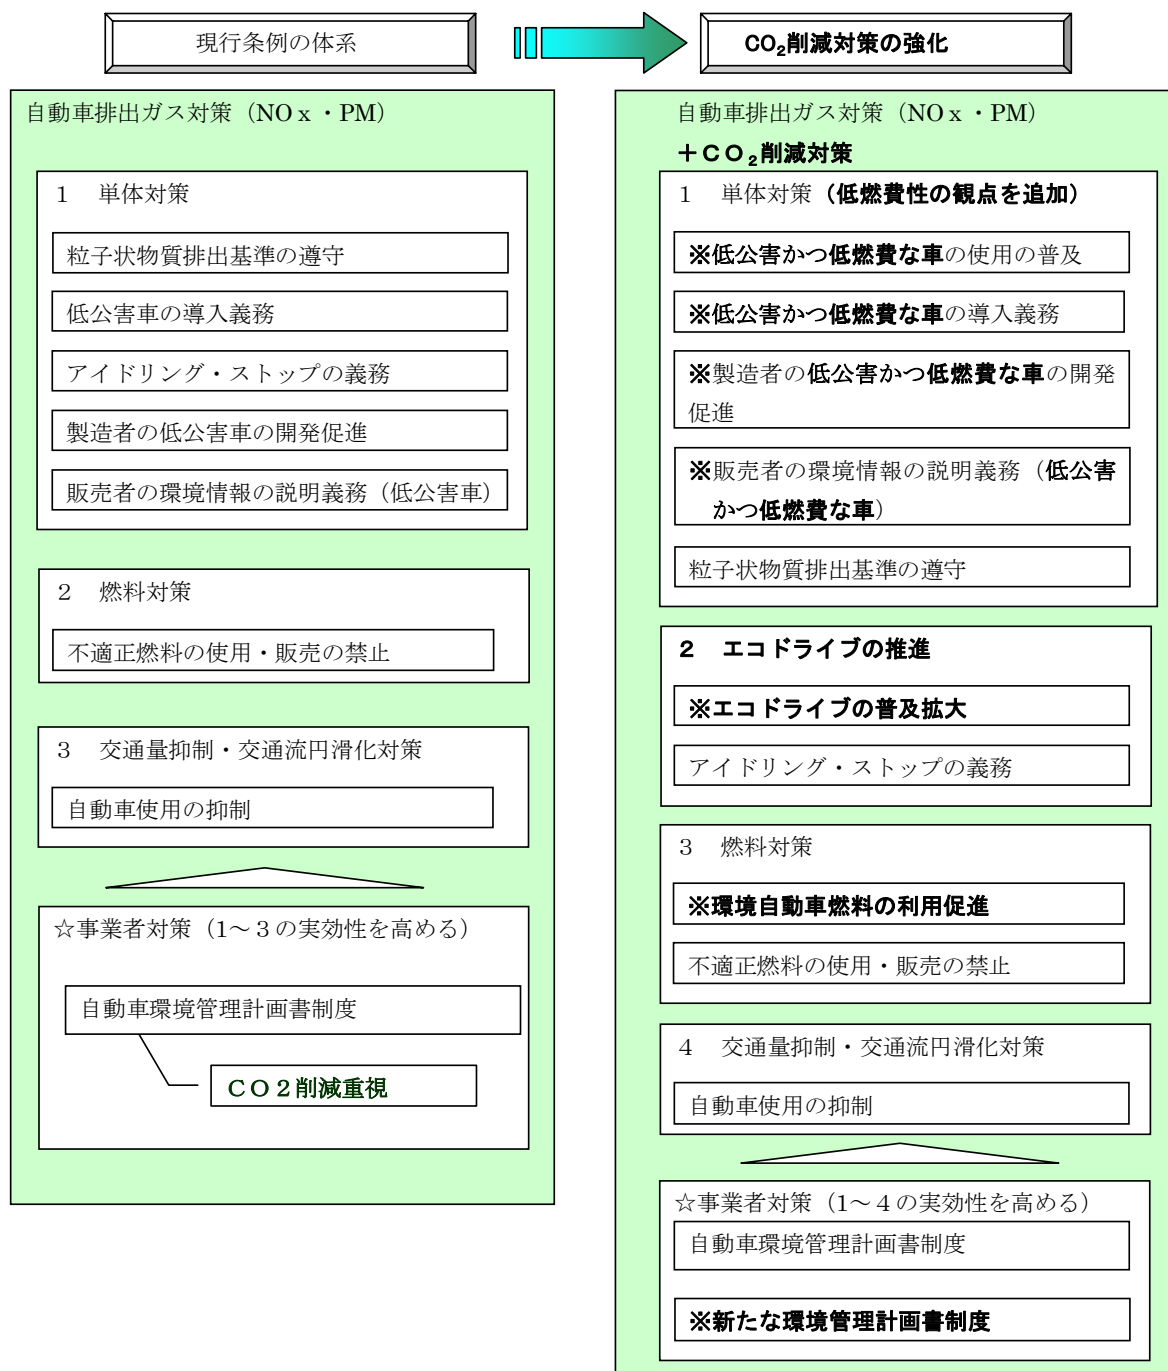 現行条例の体系
CO₂削減対策の強化
自動車排出ガス対策（NOｘ・PM）
１　単体対策
粒子状物質排出基準の遵守
低公害車の導入義務
アイドリング・ストップの義務
製造者の低公害車の開発促進
販売者の環境情報の説明義務（低公害車）
２　燃料対策
不適正燃料の使用・販売の禁止
３　交通量抑制・交通流円滑化対策
自動車使用の抑制
☆事業者対策（1～３の実効性を高める）
自動車環境管理計画書制度
ＣＯ２削減重視
自動車排出ガス対策（NOｘ・PM）
＋ＣＯ₂削減対策
１　単体対策（低燃費性の観点を追加）
※低公害かつ低燃費な車の使用の普及
※低公害かつ低燃費な車の導入義務
※製造者の低公害かつ低燃費な車の開発
促進
※販売者の環境情報の説明義務（低公害
かつ低燃費な車）
粒子状物質排出基準の遵守
２　エコドライブの推進
※エコドライブの普及拡大
アイドリング・ストップの義務
３　燃料対策
※環境自動車燃料の利用促進
不適正燃料の使用・販売の禁止
４　交通量抑制・交通流円滑化対策
自動車使用の抑制
☆事業者対策（1～４の実効性を高める）
自動車環境管理計画書制度
※新たな環境管理計画書制度